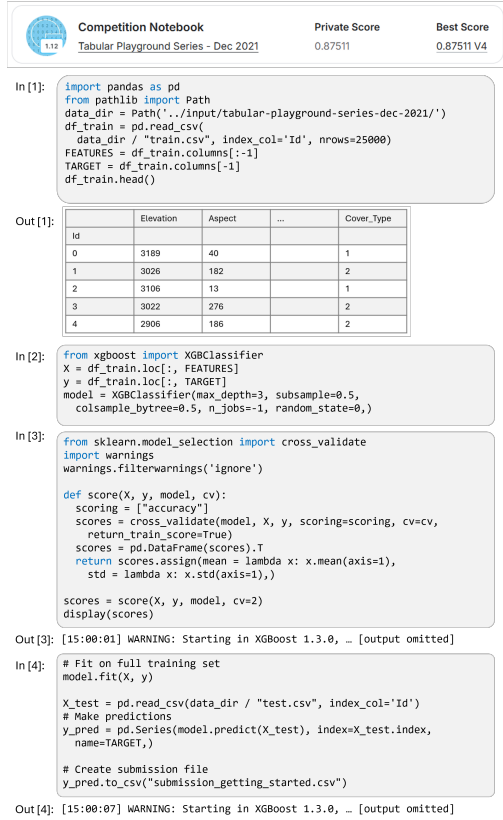 Competition Notebook Private Score Best Score
1.12 Tabular Playground Series - Dec 2021 0.87511 0.87511 V4
In [1]: import pandas as pd
from pathlib import Path
data_dir = Path('../input/tabular-playground-series-dec-2021/')
df_train = pd.read_csv(
  data_dir / "train.csv", index_col='Id', nrows=25000)
FEATURES = df_train.columns[:-1]
TARGET = df_train.columns[-1]
df_train.head()
Out [1]: Elevation Aspect ... Cover_Type
Id
0 3189 40 1
1 3026 182 2
2 3106 13 1
3 3022 276 2
4 2906 186 2
In [2]: from xgboost import XGBClassifier
X = df_train.loc[:, FEATURES]
y = df_train.loc[:, TARGET]
model = XGBClassifier(max_depth=3, subsample=0.5,
  colsample_bytree=0.5, n_jobs=-1, random_state=0,)
In [3]: from sklearn.model_selection import cross_validate
import warnings
warnings.filterwarnings('ignore')
def score(X, y, model, cv):
  scoring = ["accuracy"]
  scores = cross_validate(model, X, y, scoring=scoring, cv=cv,
    return_train_score=True)
  scores = pd.DataFrame(scores).T
  return scores.assign(mean = lambda x: x.mean(axis=1),
    std = lambda x: x.std(axis=1),)
scores = score(X, y, model, cv=2)
display(scores)
Out [3]: [15:00:01] WARNING: Starting in XGBoost 1.3.0, … [output omitted]
In [4]: # Fit on full training set
model.fit(X, y)
X_test = pd.read_csv(data_dir / "test.csv", index_col='Id')
# Make predictions
y_pred = pd.Series(model.predict(X_test), index=X_test.index,
  name=TARGET,)
# Create submission file
y_pred.to_csv("submission_getting_started.csv")
Out [4]: [15:00:07] WARNING: Starting in XGBoost 1.3.0, … [output omitted]